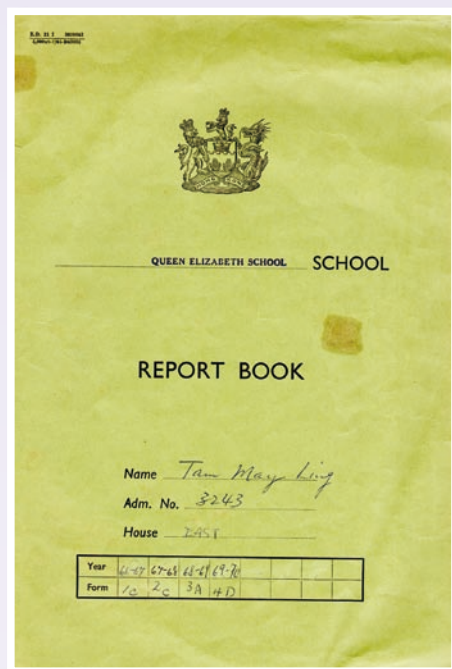 QUEEN ELIZABETH SCHOOL SCHOOL
REPORT BOOK
Name Tam May Ling
Adm. No. 3243
House EAST
Year 66-67 67-68 68-69 69-70
Form 1C 2C 3A 4D